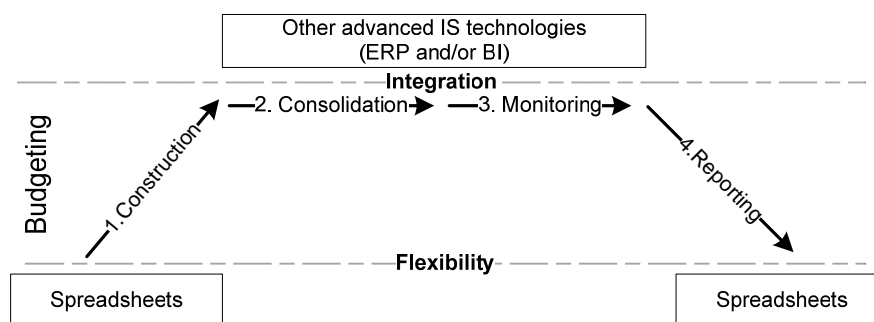 Other advanced IS technologies
(ERP and/or BI)
Integration
2. Consolidation
3. Monitoring
Budgeting
1.Construction
4.Reporting
Flexibility
Spreadsheets
Spreadsheets